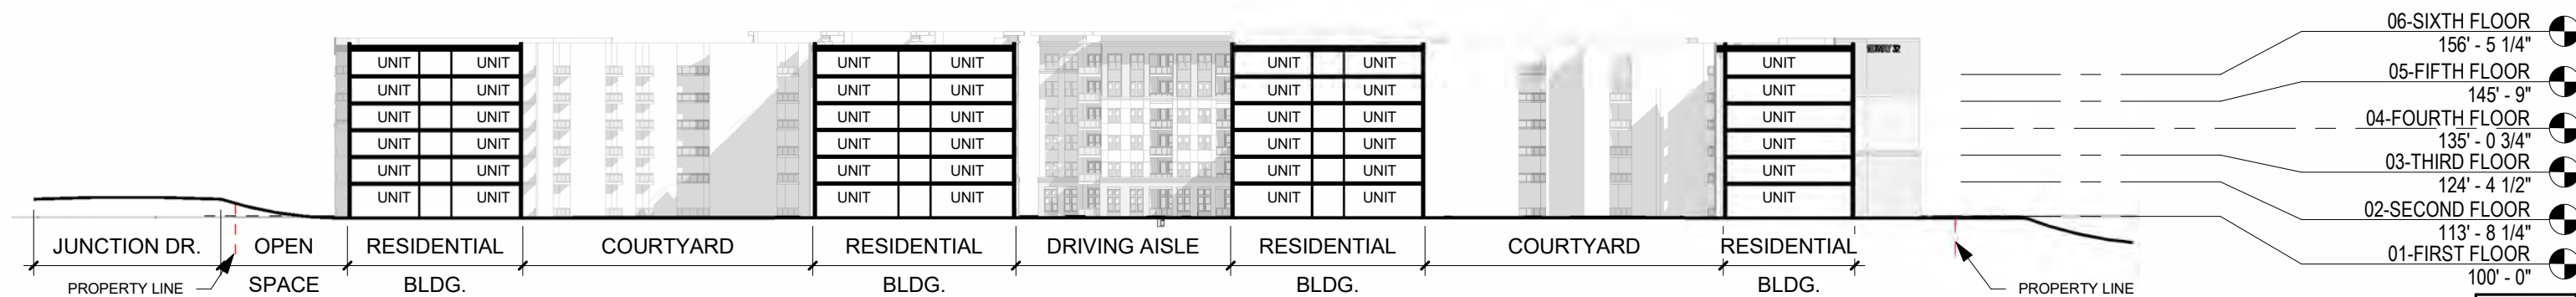 06-SIXTH FLOOR
156' - 5 1/4"
UNIT UNIT UNIT UNIT UNIT UNIT UNIT
05-FIFTH FLOOR
145' - 9"
UNIT UNIT UNIT UNIT UNIT UNIT UNIT
UNIT UNIT UNIT UNIT UNIT UNIT UNIT
04-FOURTH FLOOR
135' - 0 3/4"
UNIT UNIT UNIT UNIT UNIT UNIT UNIT
03-THIRD FLOOR
124' - 4 1/2"
UNIT UNIT UNIT UNIT UNIT UNIT UNIT
UNIT UNIT UNIT UNIT UNIT UNIT UNIT
02-SECOND FLOOR
113' - 8 1/4"
JUNCTION DR. OPEN RESIDENTIAL COURTYARD RESIDENTIAL DRIVING AISLE RESIDENTIAL COURTYARD RESIDENTIAL
01-FIRST FLOOR
100' - 0"
PROPERTY LINE SPACE BLDG. BLDG. BLDG. BLDG. PROPERTY LINE